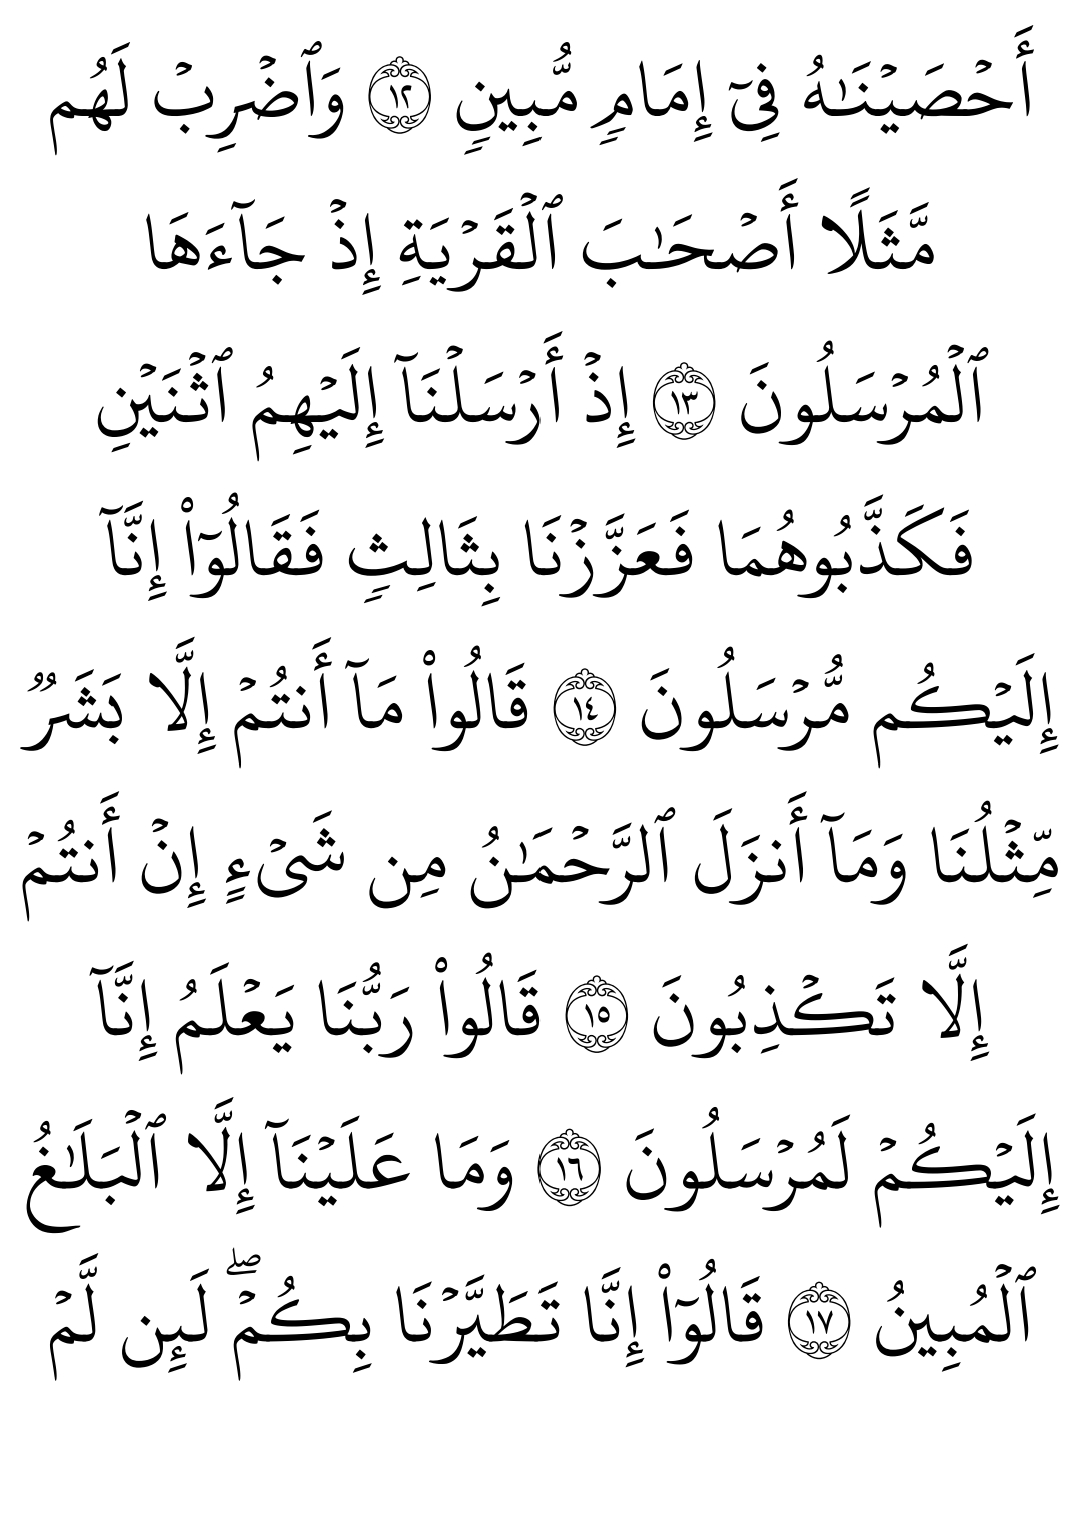 أَحۡصَيۡنَـٰهُ فِيٓ إِمَامٖ مُّبِينٖ ١٢ وَٱضۡرِبۡ لَهُم
مَّثَلًا أَصۡحَـٰبَ ٱلۡقَرۡيَةِ إِذۡ جَآءَهَا
ٱلۡمُرۡسَلُونَ ١٣ إِذۡ أَرۡسَلۡنَآ إِلَيۡهِمُ ٱثۡنَيۡنِ
فَكَذَّبُوهُمَا فَعَزَّزۡنَا بِثَالِثٖ فَقَالُوٓاْ إِنَّآ
إِلَيۡكُم مُّرۡسَلُونَ ١٤ قَالُواْ مَآ أَنتُمۡ إِلَّا بَشَرٞ
مِّثۡلُنَا وَمَآ أَنزَلَ ٱلرَّحۡمَـٰنُ مِن شَيۡءٍ إِنۡ أَنتُمۡ
إِلَّا تَكۡذِبُونَ ١٥ قَالُواْ رَبُّنَا يَعۡلَمُ إِنَّآ
إِلَيۡكُمۡ لَمُرۡسَلُونَ ١٦ وَمَا عَلَيۡنَآ إِلَّا ٱلۡبَلَـٰغُ
ٱلۡمُبِينُ ١٧ قَالُوٓاْ إِنَّا تَطَيَّرۡنَا بِكُمۡۖ لَئِن لَّمۡ